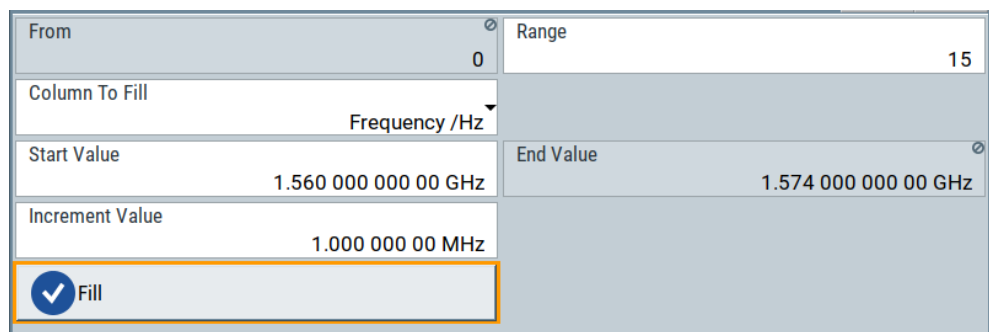 From
0
Range
15
Column To Fill
Frequency /Hz
Start Value
1.560 000 000 00 GHz
End Value
1.574 000 000 00 GHz
Increment Value
1.000 000 00 MHz
Fill